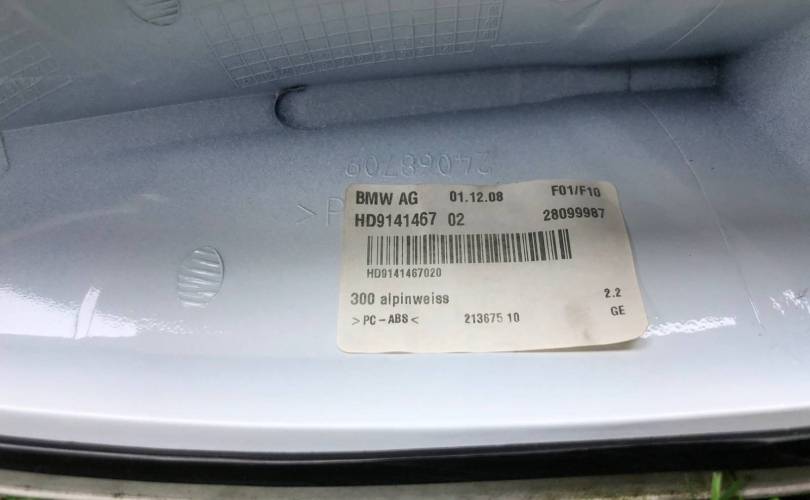 BMW AG 01.12.08 F01/F10
HD9141467 02 28099987
HD9141467020
300 alpinweiss 2.2
>PC-ABS< 213675 10 GE
>P